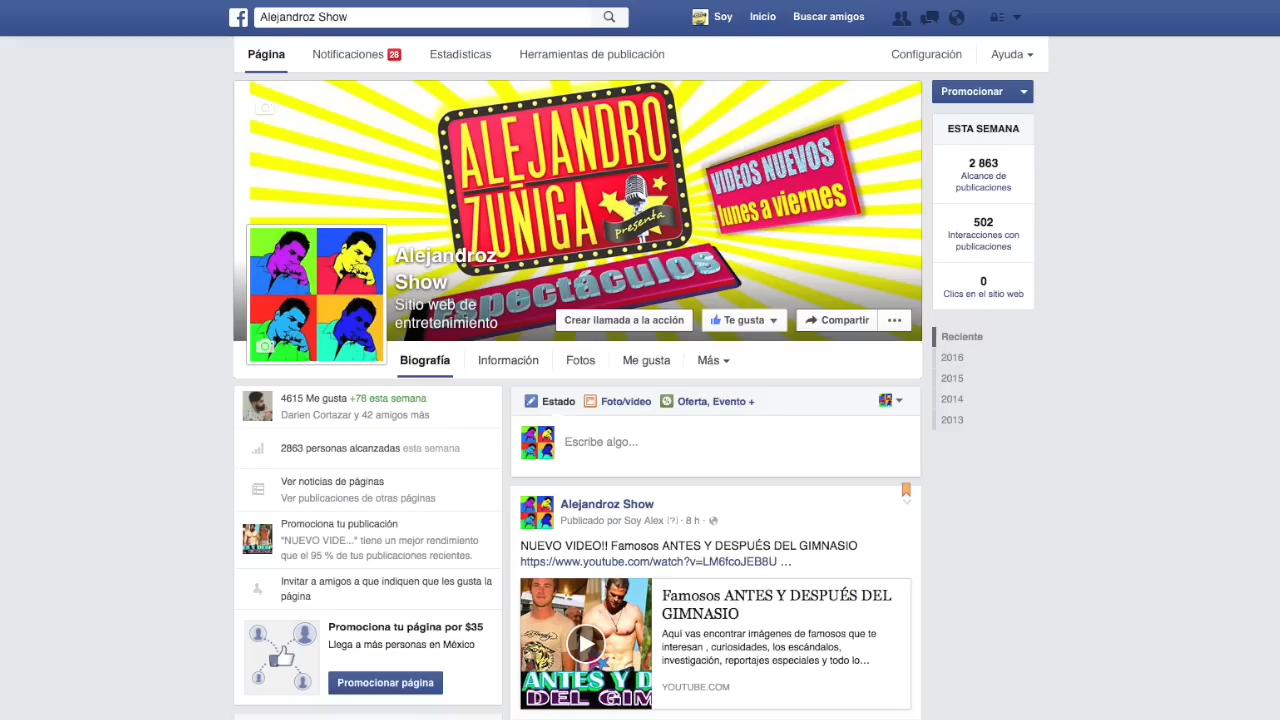 Alejandroz Show
Soy
Inicio
Buscar amigos
Página
Notificaciones 28
Estadísticas
Herramientas de publicación
Configuración
Ayuda
ALEJANDRO
ZUÑIGA
presenta
Espectáculos
VIDEOS NUEVOS
lunes a viernes
Alejandroz
Show
Sitio web de
entretenimiento
Crear llamada a la acción
Te gusta
Compartir
Promocionar
ESTA SEMANA
2 863
Alcance de
publicaciones
502
Interacciones con
publicaciones
0
Clics en el sitio web
Reciente
2016
2015
2014
2013
Biografía
Información
Fotos
Me gusta
Más
4615 Me gusta +78 esta semana
Darien Cortazar y 42 amigos más
2863 personas alcanzadas esta semana
Ver noticias de páginas
Ver publicaciones de otras páginas
Promociona tu publicación
"NUEVO VIDE..." tiene un mejor rendimiento
que el 95 % de tus publicaciones recientes.
Invitar a amigos a que indiquen que les gusta la
página
Promociona tu página por $35
Llega a más personas en México
Promocionar página
Estado
Foto/video
Oferta, Evento +
Escribe algo...
Alejandroz Show
Publicado por Soy Alex [?] · 8 h ·
NUEVO VIDEO!! Famosos ANTES Y DESPUÉS DEL GIMNASIO
https://www.youtube.com/watch?v=LM6fcoJEB8U ...
ANTES Y D
DEL GIM
Famosos ANTES Y DESPUÉS DEL
GIMNASIO
Aquí vas encontrar imágenes de famosos que te
interesan , curiosidades, los escándalos,
investigación, reportajes especiales y todo lo...
YOUTUBE.COM